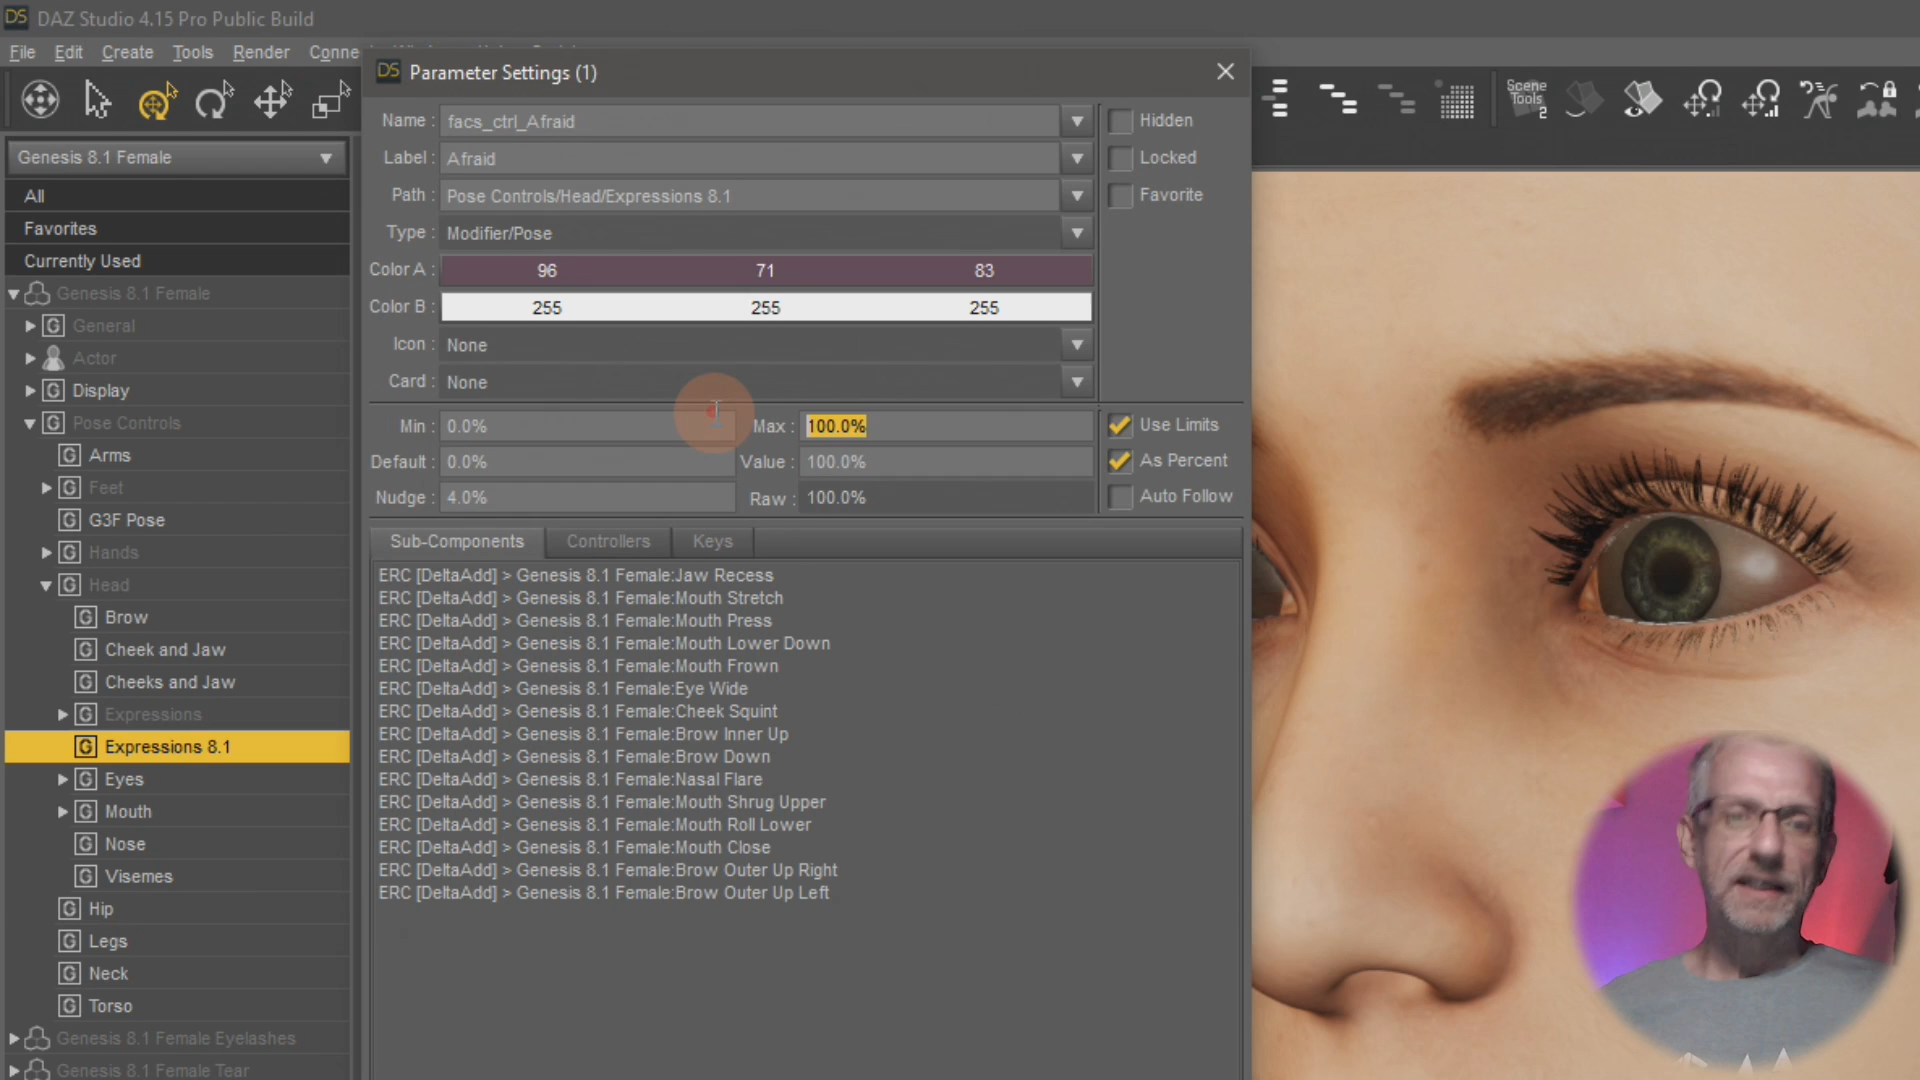 DS DAZ Studio 4.15 Pro Public Build
File Edit Create Tools Render Conne
Scene
Tools
2
Genesis 8.1 Female
All
Favorites
Currently Used
Genesis 8.1 Female
General
Actor
Display
Pose Controls
Arms
Feet
G3F Pose
Hands
Head
Brow
Cheek and Jaw
Cheeks and Jaw
Expressions
Expressions 8.1
Eyes
Mouth
Nose
Visemes
Hip
Legs
Neck
Torso
Genesis 8.1 Female Eyelashes
Genesis 8.1 Female Tear
DS Parameter Settings (1)
Name : facs_ctrl_Afraid Hidden
Label : Afraid Locked
Path : Pose Controls/Head/Expressions 8.1 Favorite
Type : Modifier/Pose
Color A : 96 71 83
Color B : 255 255 255
Icon : None
Card : None
Min : 0.0% Max : 100.0% Use Limits
Default : 0.0% Value : 100.0% As Percent
Nudge : 4.0% Raw : 100.0% Auto Follow
Sub-Components Controllers Keys
ERC [DeltaAdd] > Genesis 8.1 Female:Jaw Recess
ERC [DeltaAdd] > Genesis 8.1 Female:Mouth Stretch
ERC [DeltaAdd] > Genesis 8.1 Female:Mouth Press
ERC [DeltaAdd] > Genesis 8.1 Female:Mouth Lower Down
ERC [DeltaAdd] > Genesis 8.1 Female:Mouth Frown
ERC [DeltaAdd] > Genesis 8.1 Female:Eye Wide
ERC [DeltaAdd] > Genesis 8.1 Female:Cheek Squint
ERC [DeltaAdd] > Genesis 8.1 Female:Brow Inner Up
ERC [DeltaAdd] > Genesis 8.1 Female:Brow Down
ERC [DeltaAdd] > Genesis 8.1 Female:Nasal Flare
ERC [DeltaAdd] > Genesis 8.1 Female:Mouth Shrug Upper
ERC [DeltaAdd] > Genesis 8.1 Female:Mouth Roll Lower
ERC [DeltaAdd] > Genesis 8.1 Female:Mouth Close
ERC [DeltaAdd] > Genesis 8.1 Female:Brow Outer Up Right
ERC [DeltaAdd] > Genesis 8.1 Female:Brow Outer Up Left